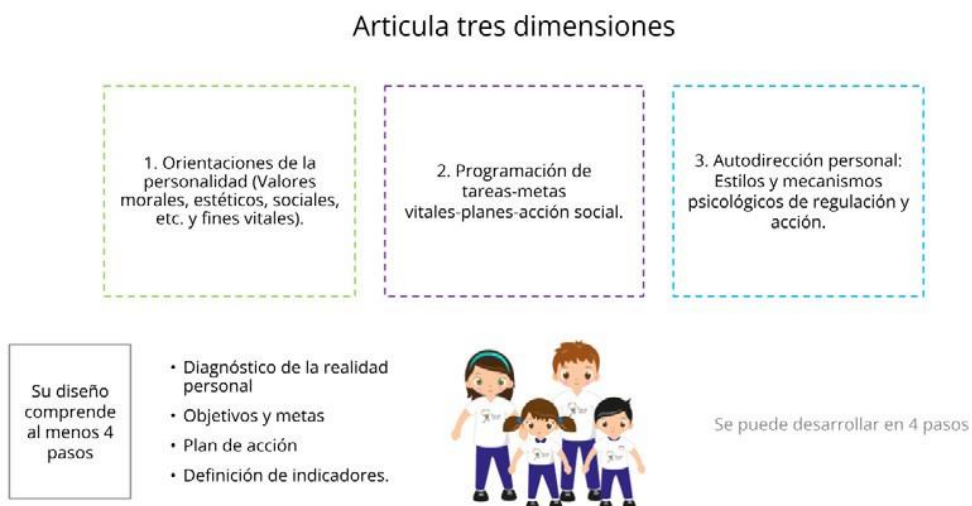 Articula tres dimensiones
1. Orientaciones de la
personalidad (Valores
morales, estéticos, sociales,
etc. y fines vitales).
2. Programación de
tareas-metas
vitales-planes-acción social.
3. Autodirección personal:
Estilos y mecanismos
psicológicos de regulación y
acción.
Su diseño
comprende
al menos 4
pasos
• Diagnóstico de la realidad
personal
• Objetivos y metas
• Plan de acción
• Definición de indicadores.
Se puede desarrollar en 4 pasos